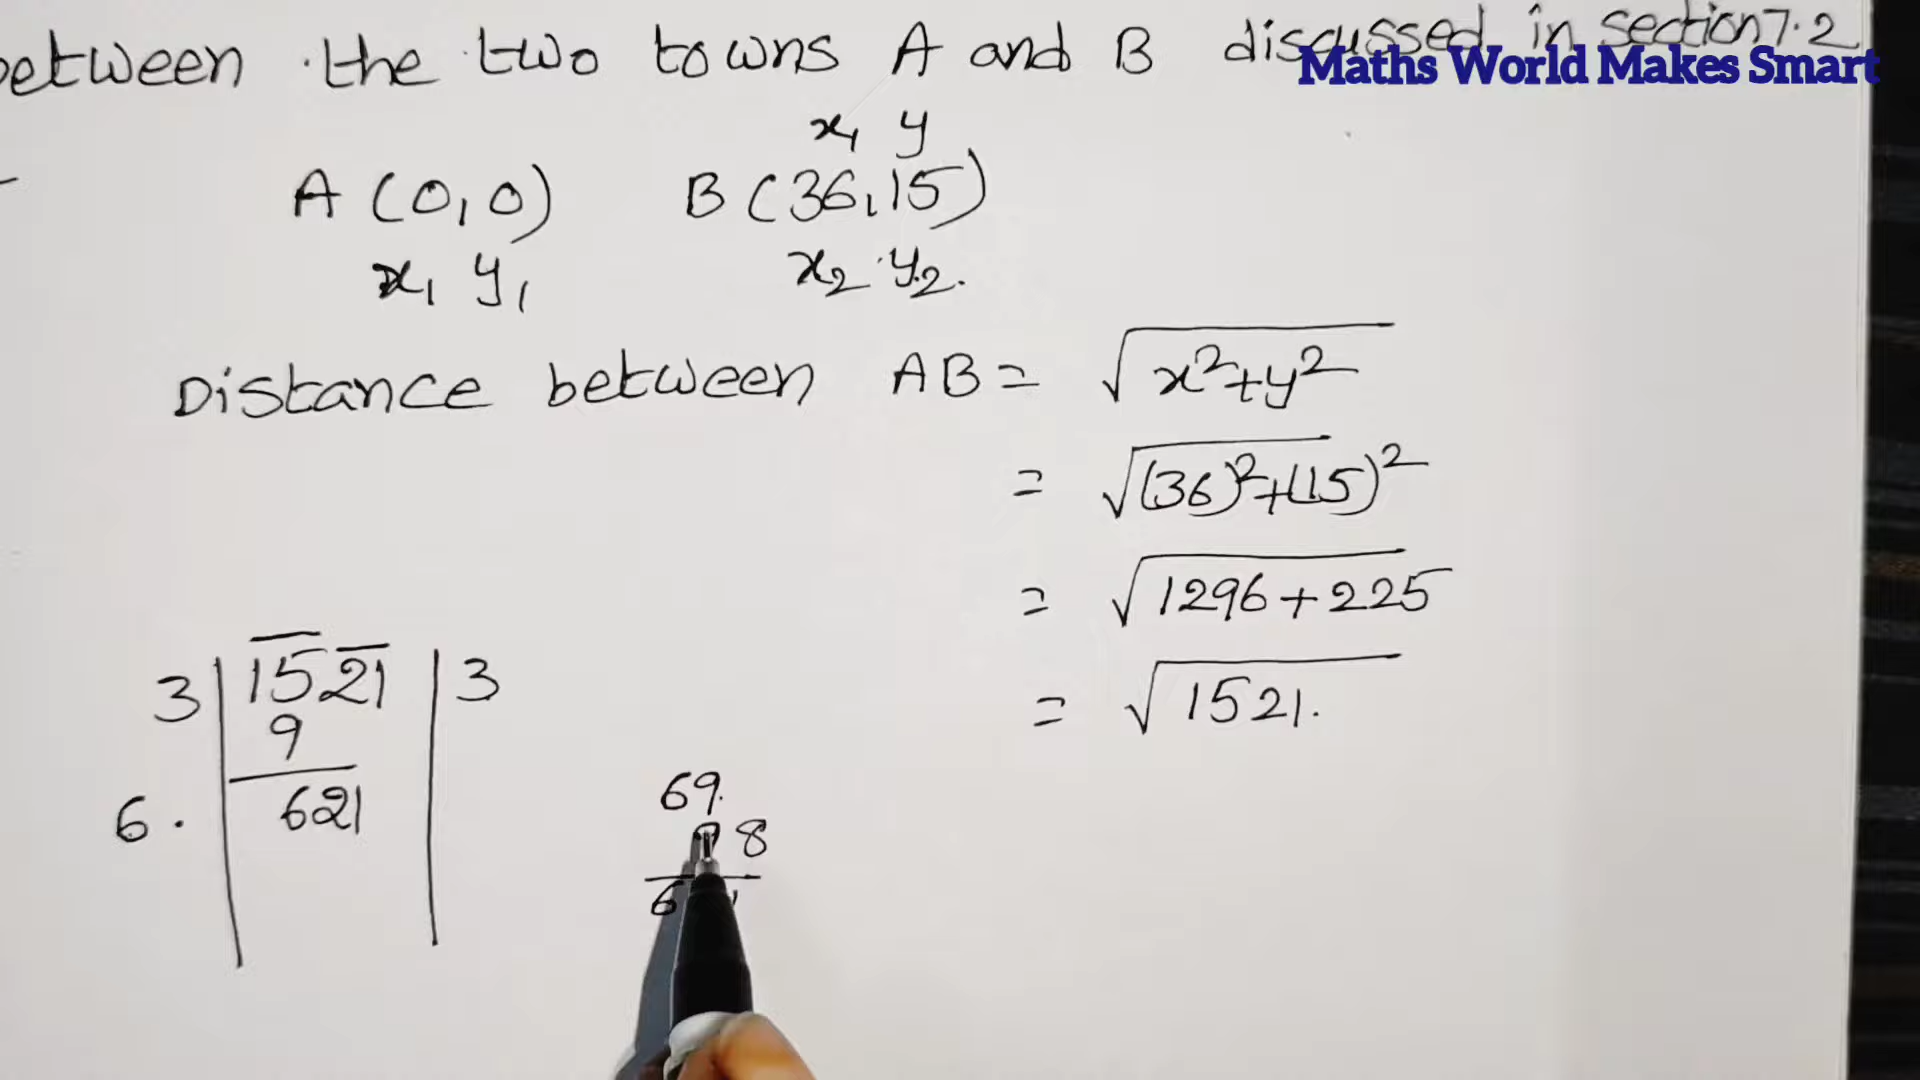 between the two towns A and B discussed in section 7.2
Maths World Makes Smart
x, y
A (0,0) B (36,15)
x1 y1 x2 y2.
Distance between AB = √x²+y²
= √(36)²+(15)²
= √1296+225
= √1521.
3 1521 3
9
6. 621
69.
8
6